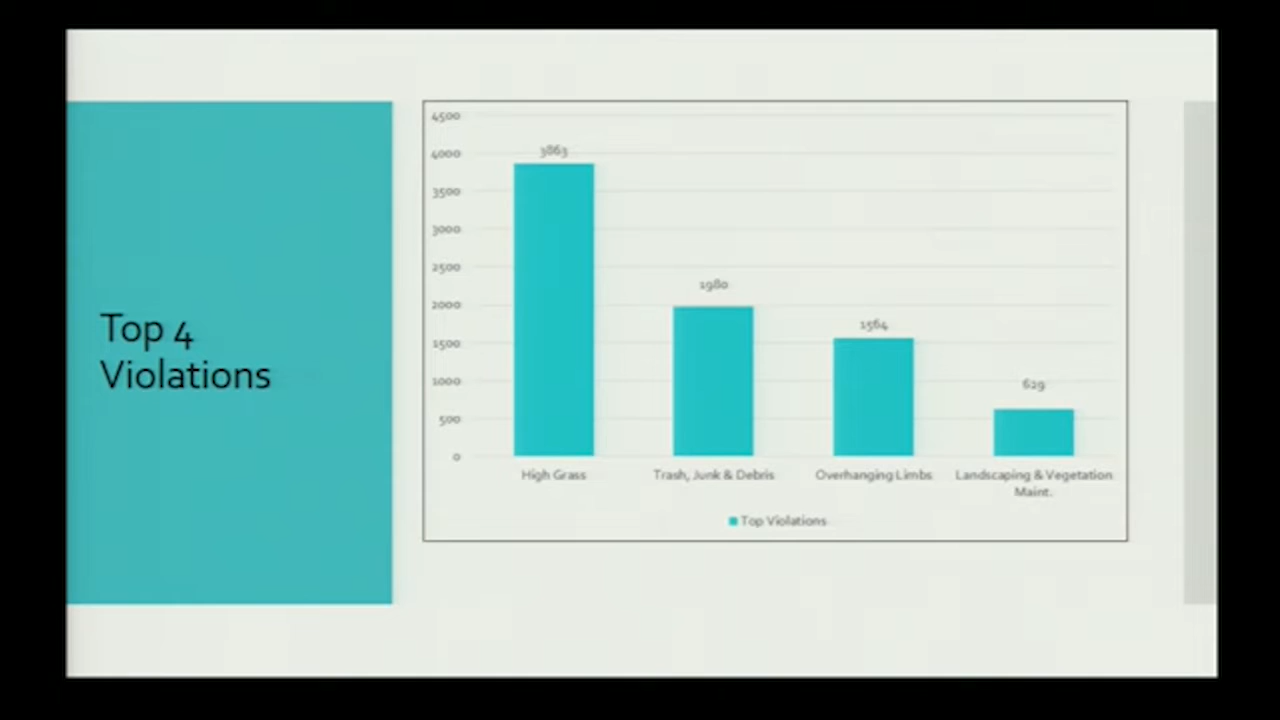 Top 4
Violations
4500
4000
3500
3000
2500
2000
1500
1000
500
0
3863
1980
1564
629
High Grass
Trash, Junk & Debris
Overhanging Limbs
Landscaping & Vegetation
Maint.
Top Violations